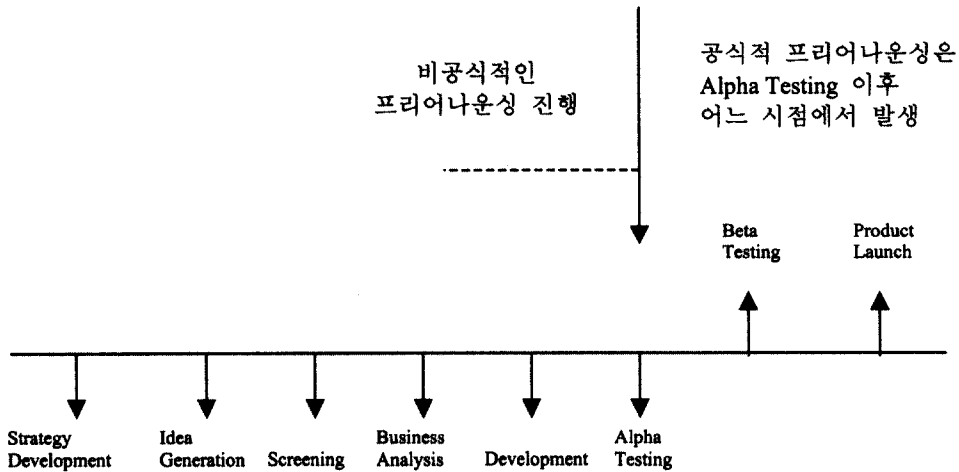 비공식적인
프리어나운싱 진행
공식적 프리어나운싱은
Alpha Testing 이후
어느 시점에서 발생
Beta
Testing
Product
Launch
Strategy
Development
Idea
Generation
Screening
Business
Analysis
Development
Alpha
Testing